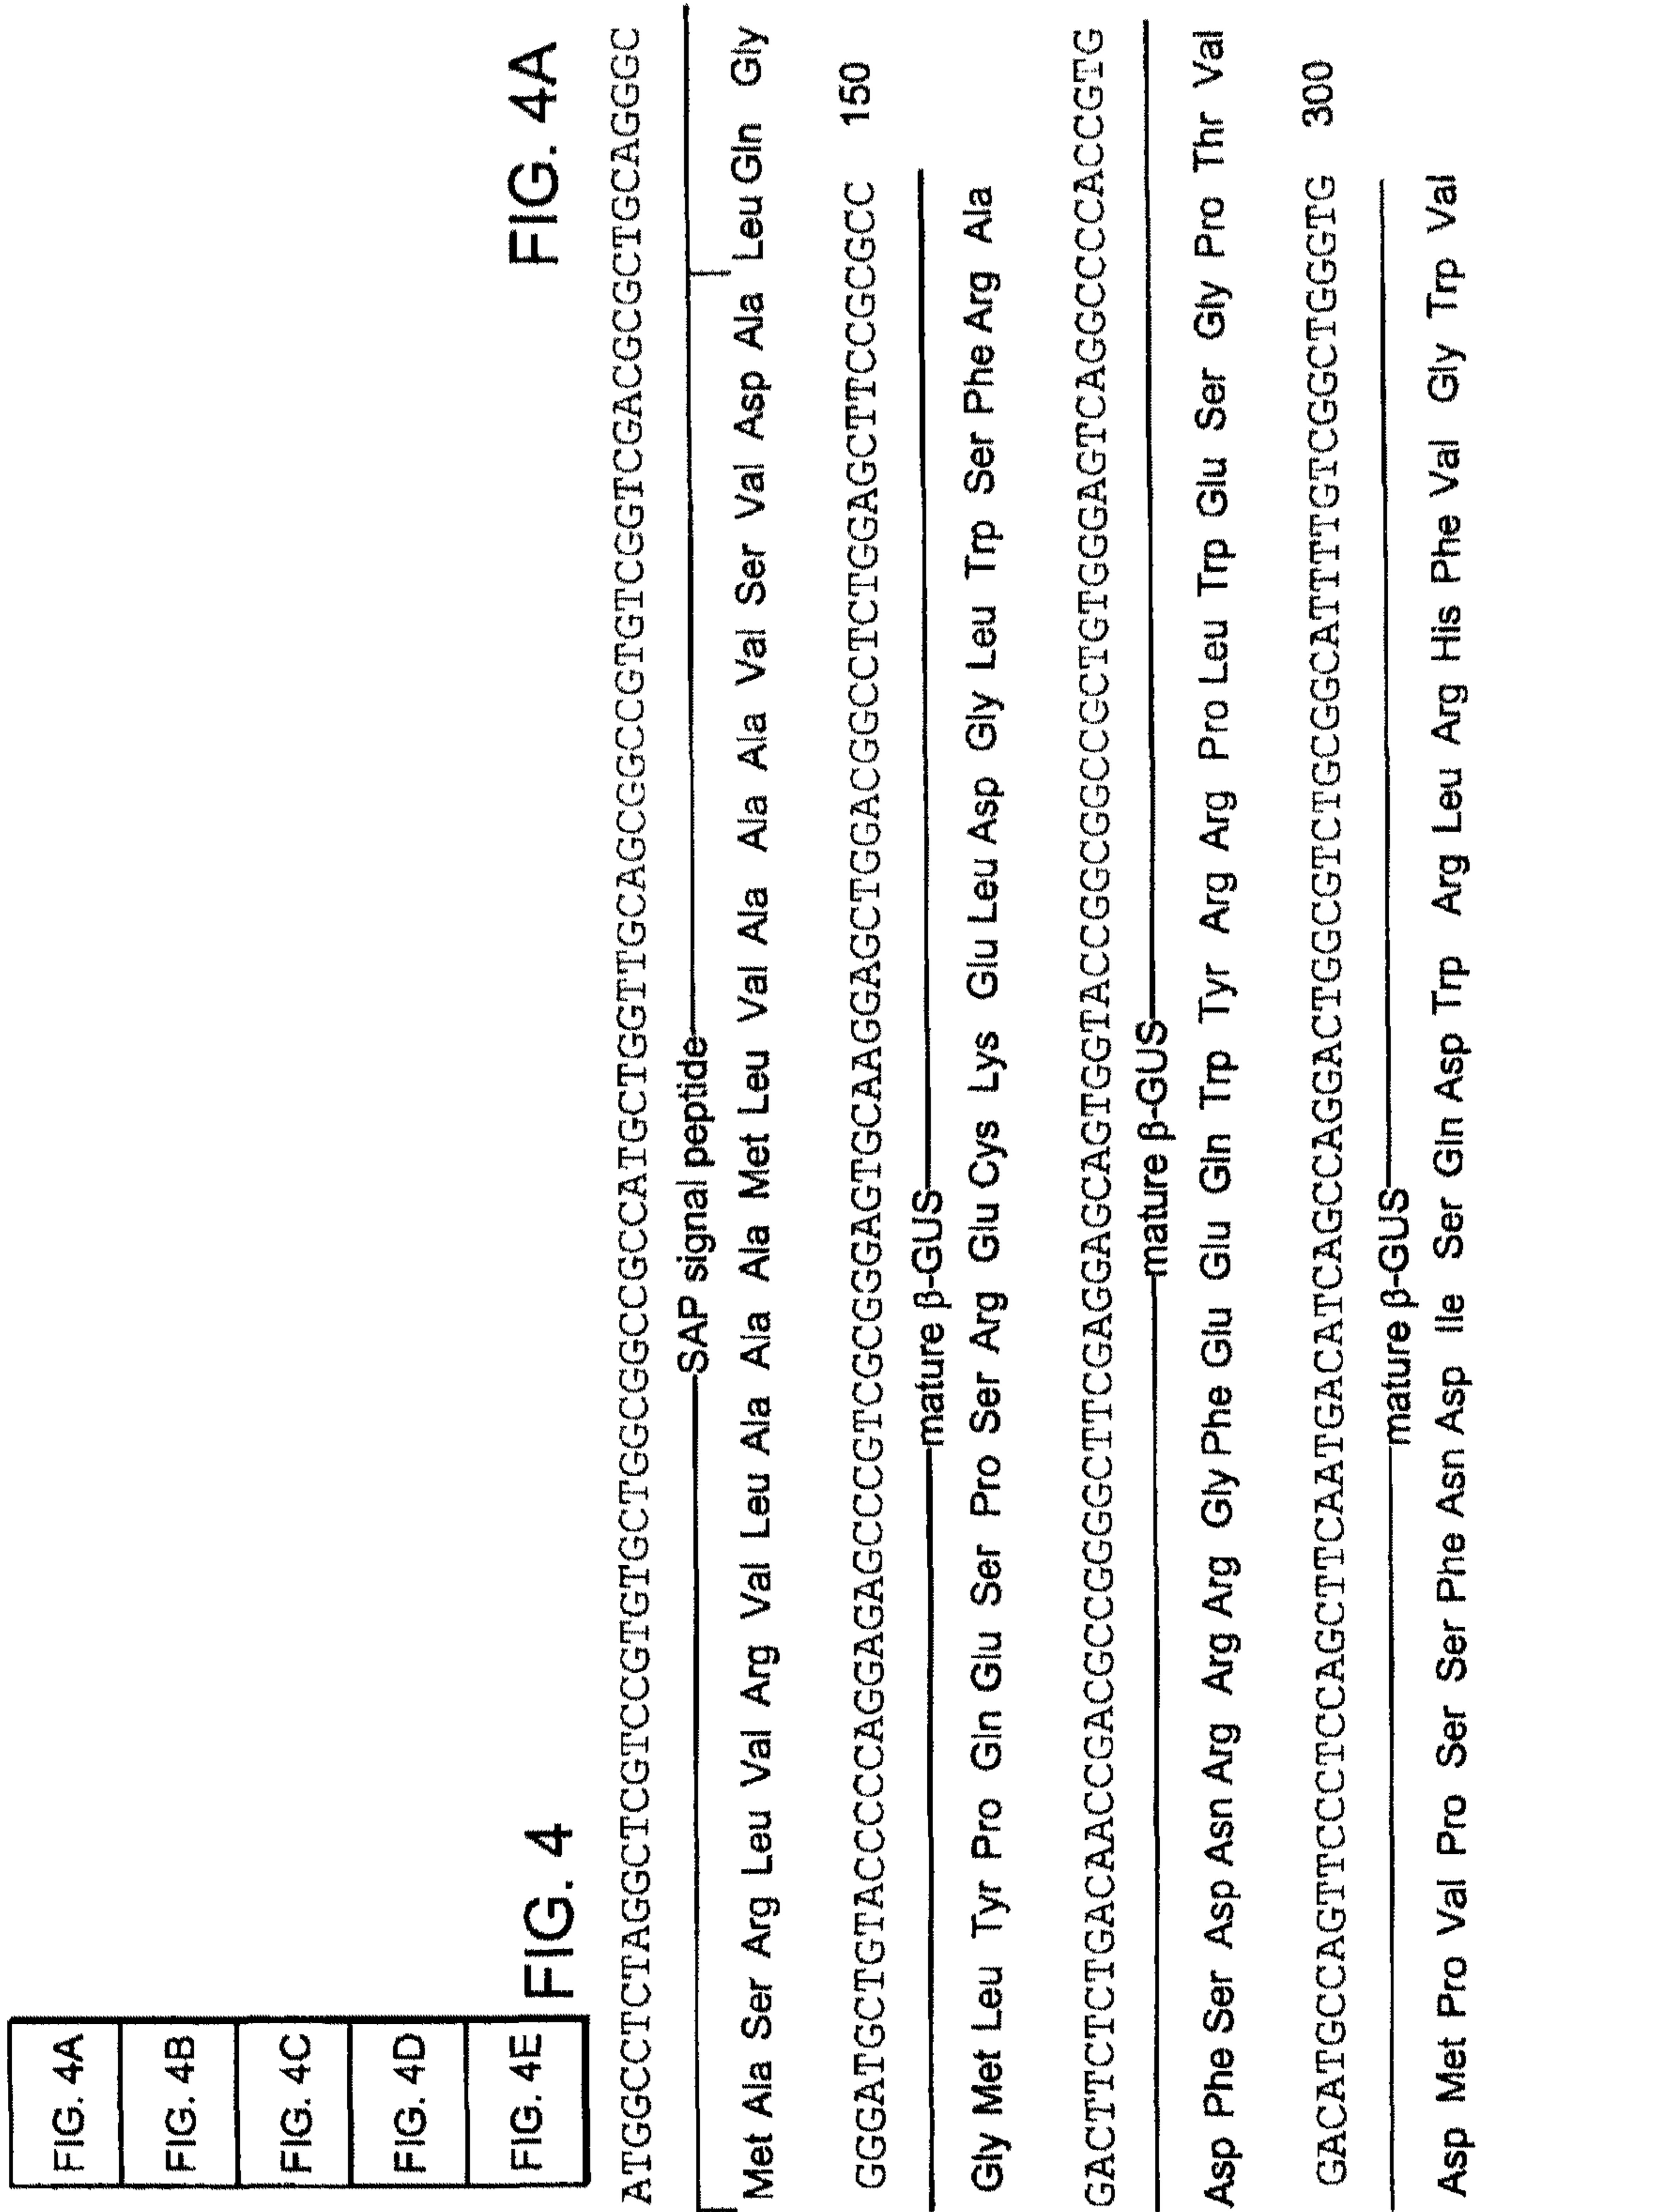 FIG. 4A
FIG. 4B
FIG. 4C
FIG. 4D
FIG. 4E
FIG. 4
FIG. 4A
ATGGCCTCTAGGCTCGTCCGTGTGCTGGCGGCCGCCATGCTGGTTGCAGCGGCCGTGTCGGTCGACGCGCTGCAGGGC
SAP signal peptide
Met Ala Ser Arg Leu Val Arg Val Leu Ala Ala Ala Met Leu Val Ala Ala Ala Val Ser Val Asp Ala Leu Gln Gly
GGGATGCTGTACCCCCAGGAGAGCCCGTCGCGGGAGTGCAAGGAGCTGGACGGCCTCTGGAGCTTCCGCGCC 150
mature β-GUS
Gly Met Leu Tyr Pro Gln Glu Ser Pro Ser Arg Glu Cys Lys Glu Leu Asp Gly Leu Trp Ser Phe Arg Ala
GACTTCTCTGACAACCGACGCCGGGGCTTCGAGGAGCAGTGGTACCGGCGGCCGCTGTGGGAGTCAGGCCCCACCGTG
mature β-GUS
Asp Phe Ser Asp Asn Arg Arg Arg Gly Phe Glu Glu Gln Trp Tyr Arg Arg Pro Leu Trp Glu Ser Gly Pro Thr Val
GACATGCCAGTTCCCTCCAGCTTCAATGACATCAGCCAGGACTGGCGTCTGCGGCATTTTGTCGGCTGGGTG 300
mature β-GUS
Asp Met Pro Val Pro Ser Ser Phe Asn Asp Ile Ser Gln Asp Trp Arg Leu Arg His Phe Val Gly Trp Val